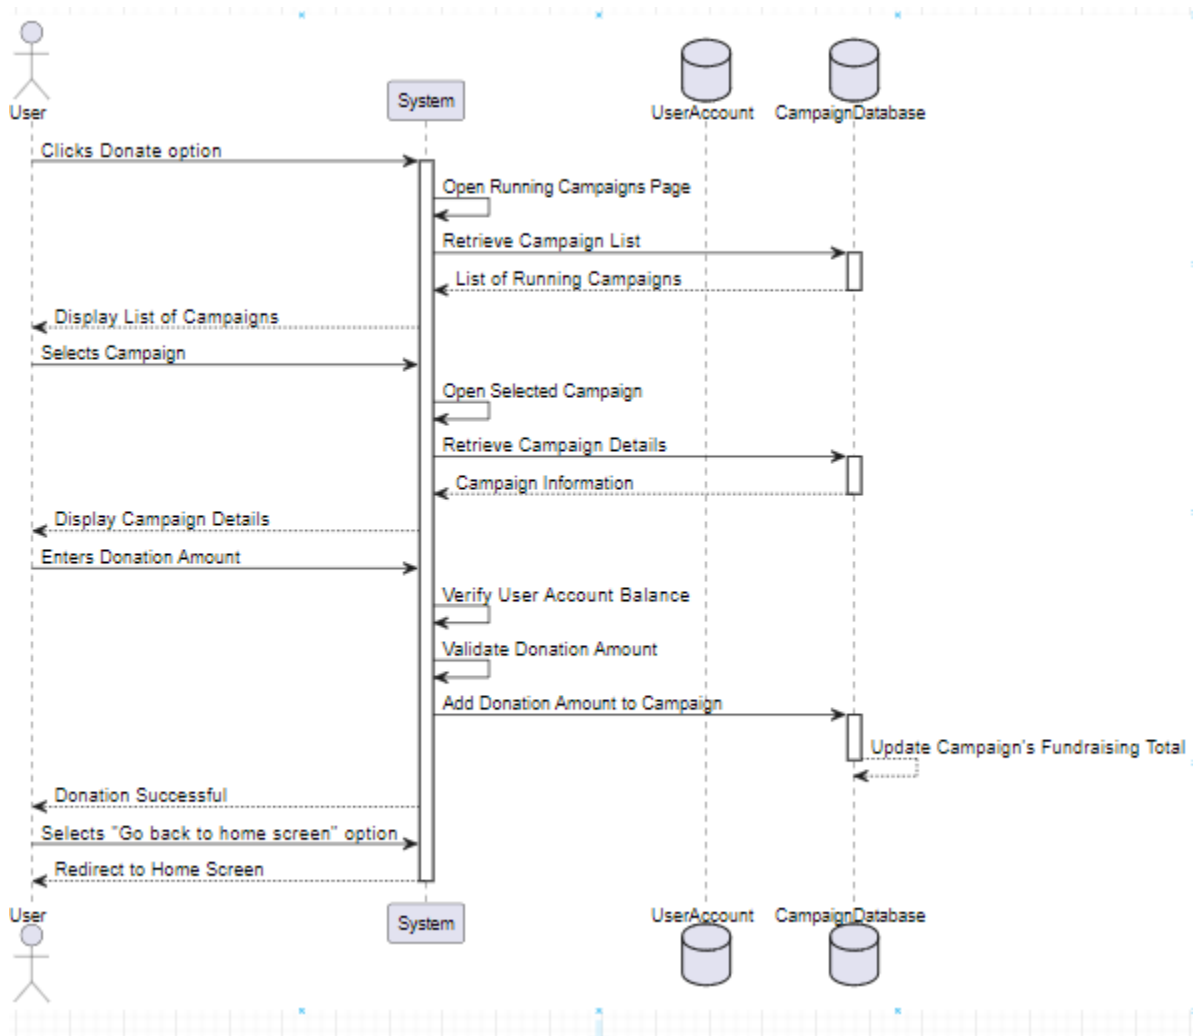 User
System
UserAccount
CampaignDatabase
Clicks Donate option
Open Running Campaigns Page
Retrieve Campaign List
List of Running Campaigns
Display List of Campaigns
Selects Campaign
Open Selected Campaign
Retrieve Campaign Details
Campaign Information
Display Campaign Details
Enters Donation Amount
Verify User Account Balance
Validate Donation Amount
Add Donation Amount to Campaign
Update Campaign's Fundraising Total
Donation Successful
Selects "Go back to home screen" option
Redirect to Home Screen
User
System
UserAccount
CampaignDatabase